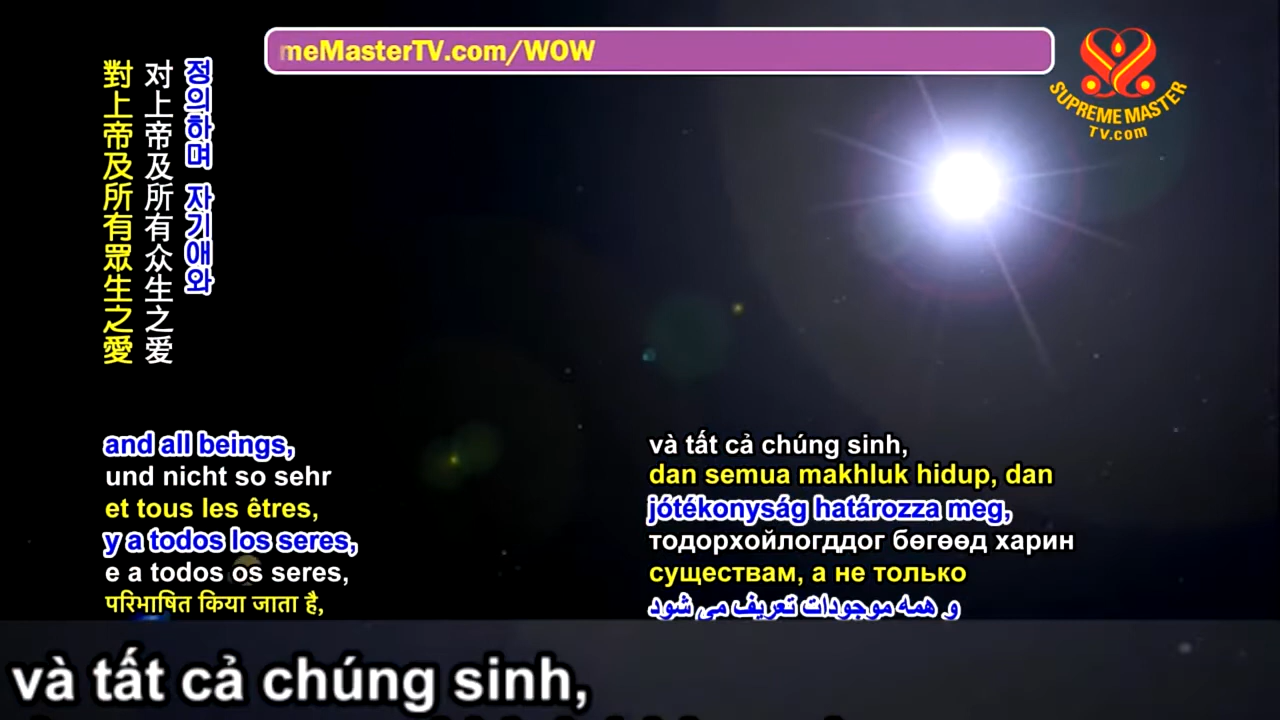 meMasterTV.com/WOW
SUPREME MASTER
TV.com
정의하며 자기애와
对上帝及所有众生之爱
對上帝及所有眾生之愛
and all beings,
und nicht so sehr
et tous les êtres,
y a todos los seres,
e a todos os seres,
परिभाषित किया जाता है,
và tất cả chúng sinh,
dan semua makhluk hidup, dan
jótékonyság határozza meg,
тодорхойлогддог бөгөөд харин
существам, а не только
و همه موجودات تعریف می شود
và tất cả chúng sinh,